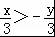 x/3 > - y/3